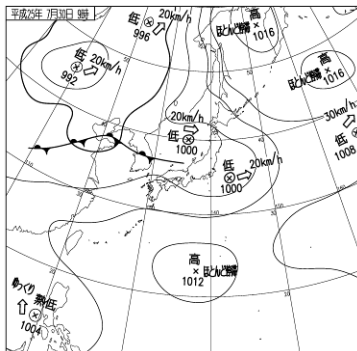 平成25年 7月30日 9時
低
996
20km/h
低
992
20km/h
高
1016
ほとんど停滞
1016
ほとんど停滞
30km/h
低
1008
20km/h
低
1000
低
1000
20km/h
高
1012
ほとんど停滞
ゆっくり
熱低
1004